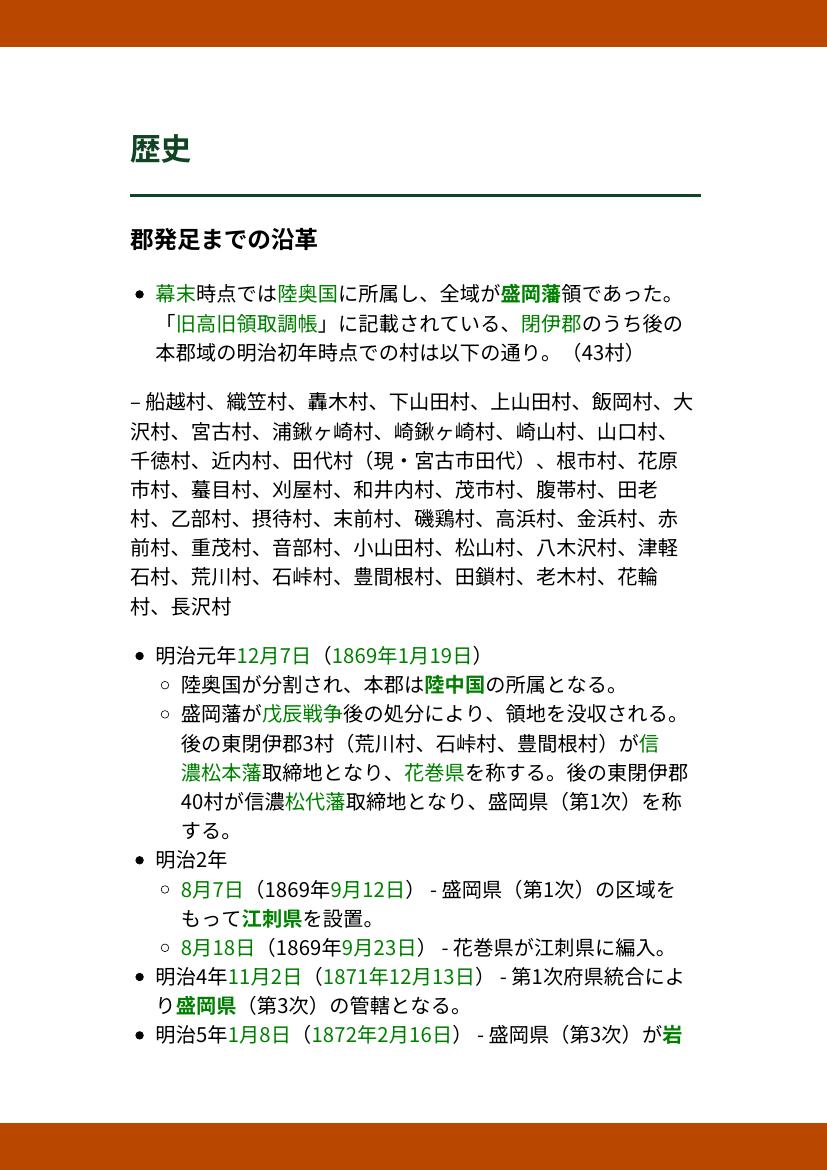 歴史
郡発足までの沿革
• 幕末時点では陸奥国に所属し、全域が盛岡藩領であった。
「旧高旧領取調帳」に記載されている、閉伊郡のうち後の
本郡域の明治初年時点での村は以下の通り。（43村）
– 船越村、織笠村、轟木村、下山田村、上山田村、飯岡村、大
沢村、宮古村、浦鍬ヶ崎村、崎鍬ヶ崎村、崎山村、山口村、
千徳村、近内村、田代村（現・宮古市田代）、根市村、花原
市村、蟇目村、刈屋村、和井内村、茂市村、腹帯村、田老
村、乙部村、摂待村、末前村、磯鶏村、高浜村、金浜村、赤
前村、重茂村、音部村、小山田村、松山村、八木沢村、津軽
石村、荒川村、石峠村、豊間根村、田鎖村、老木村、花輪
村、長沢村
• 明治元年12月7日（1869年1月19日）
◦ 陸奥国が分割され、本郡は陸中国の所属となる。
◦ 盛岡藩が戊辰戦争後の処分により、領地を没収される。
後の東閉伊郡3村（荒川村、石峠村、豊間根村）が信
濃松本藩取締地となり、花巻県を称する。後の東閉伊郡
40村が信濃松代藩取締地となり、盛岡県（第1次）を称
する。
• 明治2年
◦ 8月7日（1869年9月12日） - 盛岡県（第1次）の区域を
もって江刺県を設置。
◦ 8月18日（1869年9月23日） - 花巻県が江刺県に編入。
• 明治4年11月2日（1871年12月13日） - 第1次府県統合によ
り盛岡県（第3次）の管轄となる。
• 明治5年1月8日（1872年2月16日） - 盛岡県（第3次）が岩